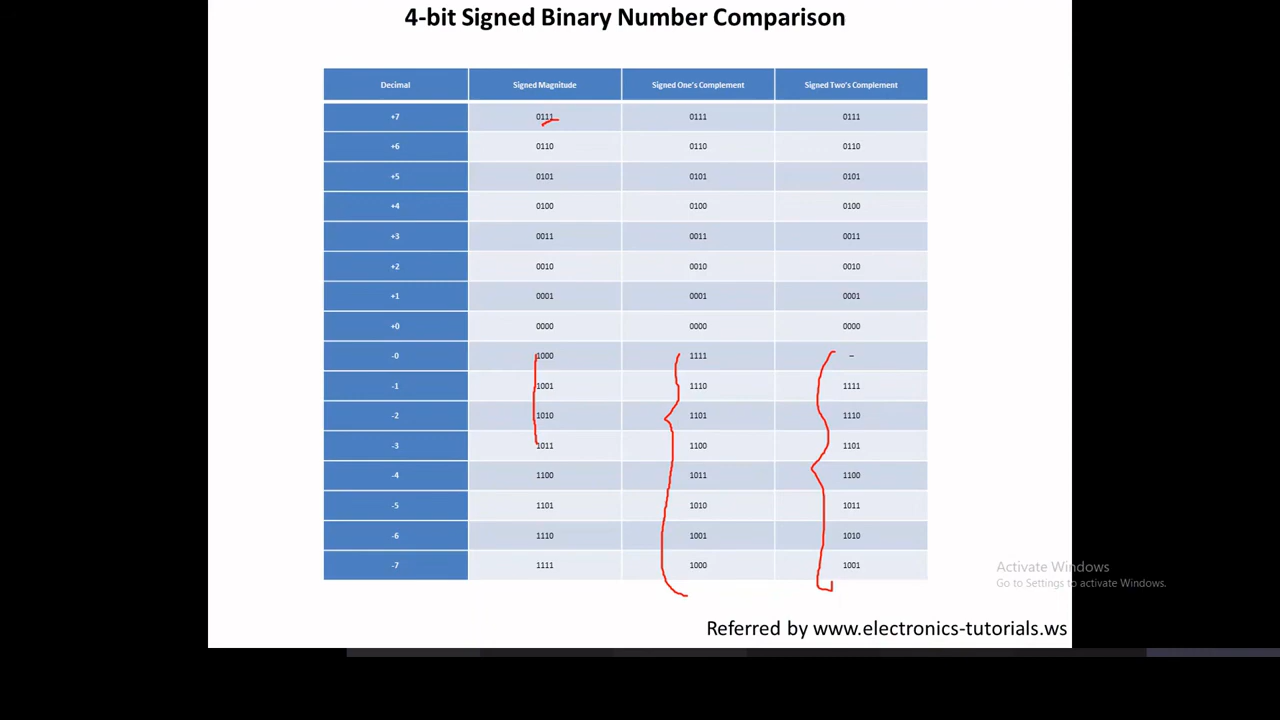 4-bit Signed Binary Number Comparison
Decimal Signed Magnitude Signed One's Complement Signed Two's Complement
+7 0111 0111 0111
+6 0110 0110 0110
+5 0101 0101 0101
+4 0100 0100 0100
+3 0011 0011 0011
+2 0010 0010 0010
+1 0001 0001 0001
+0 0000 0000 0000
-0 1000 1111 –
-1 1001 1110 1111
-2 1010 1101 1110
-3 1011 1100 1101
-4 1100 1011 1100
-5 1101 1010 1011
-6 1110 1001 1010
-7 1111 1000 1001
Activate Windows
Go to Settings to activate Windows.
Referred by www.electronics-tutorials.ws